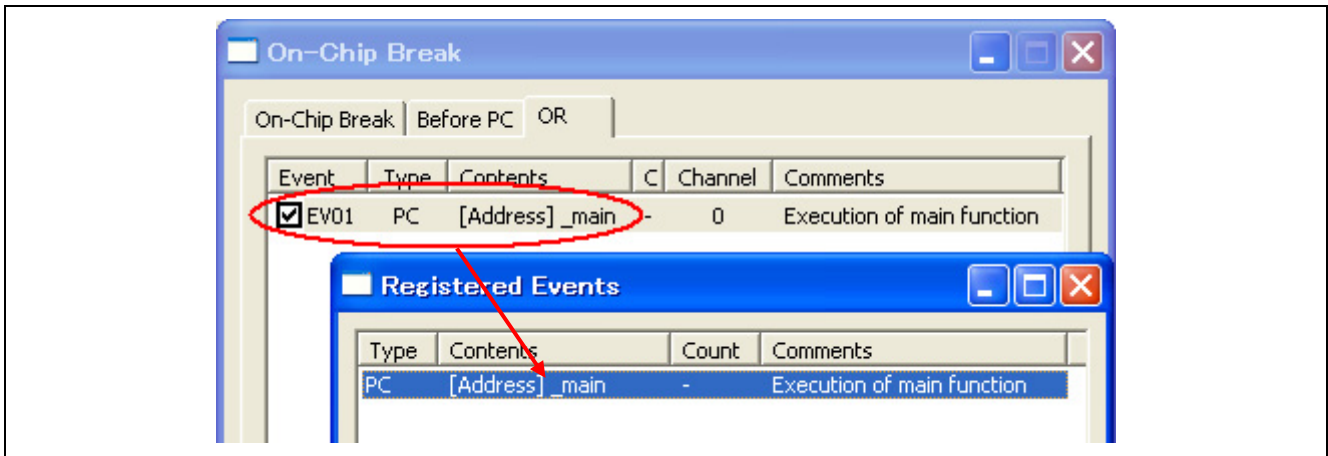 On-Chip Break
On-Chip Break Before PC OR
Event Type Contents C Channel Comments
EV01 PC [Address] _main - 0 Execution of main function
Registered Events
Type Contents Count Comments
PC [Address] _main - Execution of main function